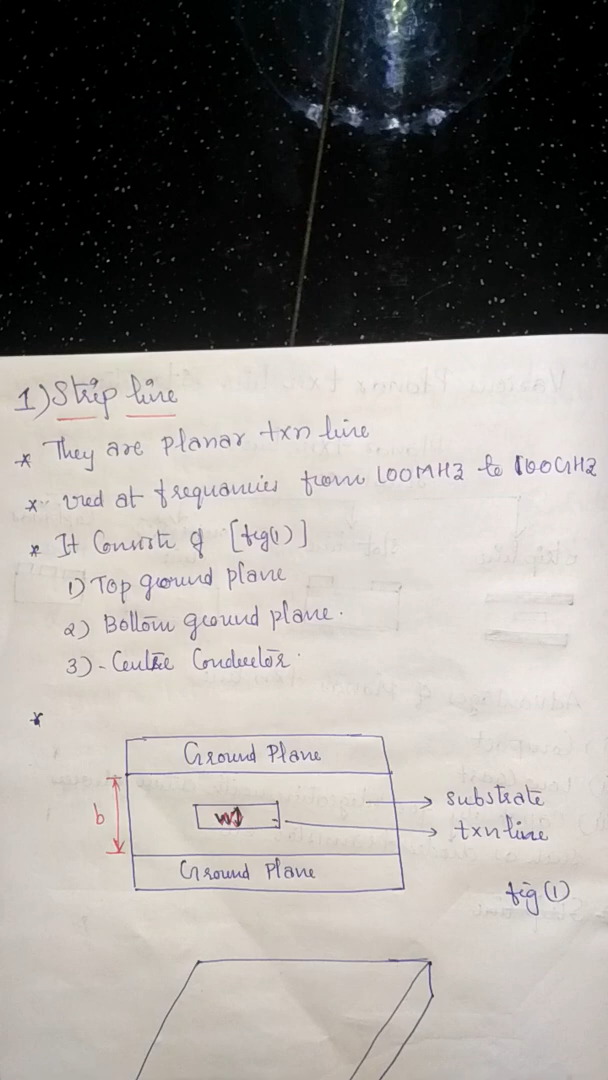 1) Strip line
* They are planar txn line
* Used at frequancies from 100MHz to 100GHz
* It Consists of [fig(1)]
1) Top ground plane
2) Bottom ground plane.
3) - Centre Conductor.
*
Ground Plane
b
substrate
txn line
Ground Plane
fig (1)